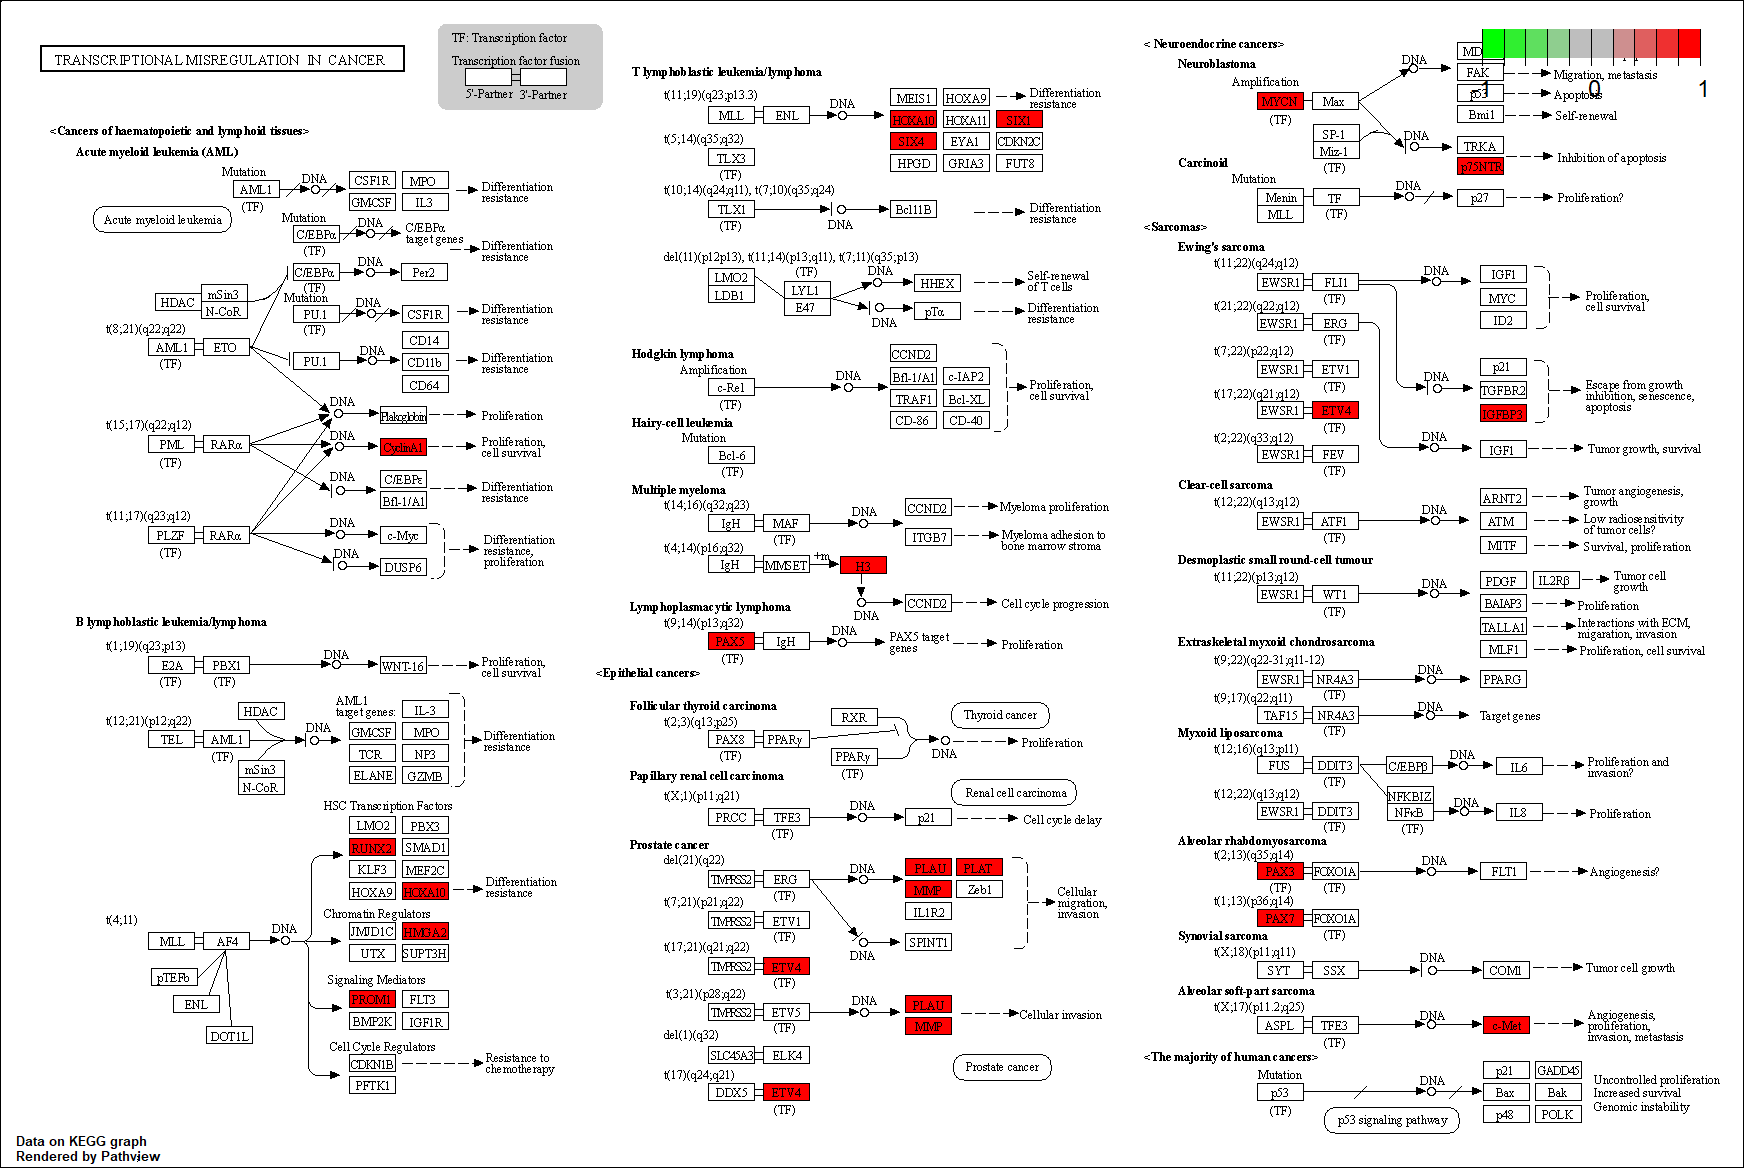 TRANSCRIPTIONAL MISREGULATION IN CANCER
TF: Transcription factor
Transcription factor fusion
5'-Partner 3'-Partner
<Cancers of haematopoietic and lymphoid tissues>
Acute myeloid leukemia (AML)
Mutation
AML1
(TF)
DNA
CSF1R MPO
GMCSF IL3
Differentiation
resistance
Acute myeloid leukemia
Mutation
C/EBPα
(TF)
DNA
C/EBPα
target genes
Differentiation
resistance
C/EBPα
(TF)
DNA
Per2
HDAC
mSin3
N-CoR
Mutation
PU.1
(TF)
DNA
CSF1R
Differentiation
resistance
t(8;21)(q22;q22)
AML1 ETO
(TF)
PU.1
DNA
CD14
CD11b
CD64
Differentiation
resistance
DNA
Plakoglobin
Proliferation
t(15;17)(q22;q12)
PML RARα
(TF)
DNA
CyclinA1
Proliferation,
cell survival
DNA
C/EBPε
Bfl-1/A1
Differentiation
resistance
t(11;17)(q23;q12)
PLZF RARα
(TF)
DNA
c-Myc
DNA
DUSP6
Differentiation
resistance,
proliferation
B lymphoblastic leukemia/lymphoma
t(1;19)(q23;p13)
E2A PBX1
(TF) (TF)
DNA
WNT-16
Proliferation,
cell survival
t(12;21)(p12;q22)
TEL AML1
(TF)
HDAC
mSin3
N-CoR
DNA
AML1
target genes:
IL-3
GMCSF MPO
TCR NP3
ELANE GZMB
Differentiation
resistance
HSC Transcription Factors
LMO2 PBX3
RUNX2 SMAD1
KLF3 MEF2C
HOXA9 HOXA10
Differentiation
resistance
t(4;11)
MLL AF4
DNA
pTEFb
ENL
DOT1L
Chromatin Regulators
JMJD1C HMGA2
UTX SUPT3H
Signaling Mediators
PROM1 FLT3
BMP2K IGF1R
Cell Cycle Regulators
CDKN1B
PFTK1
Resistance to
chemotherapy
T lymphoblastic leukemia/lymphoma
t(11;19)(q23;p13.3)
MLL ENL
DNA
MEIS1 HOXA9
HOXA10 HOXA11 SIX1
SIX4 EYA1 CDKN2C
HPGD GRIA3 FUT8
Differentiation
resistance
t(5;14)(q35;q32)
TLX3
(TF)
t(10;14)(q24;q11), t(7;10)(q35;q24)
TLX1
(TF)
DNA
Bcl11B
Differentiation
resistance
del(11)(p12p13), t(11;14)(p13;q11), t(7;11)(q35;p13)
LMO2
LDB1
(TF)
LYL1
E47
DNA
HHEX
Self-renewal
of T cells
DNA
pTα
Differentiation
resistance
Hodgkin lymphoma
Amplification
c-Rel
(TF)
DNA
CCND2
Bfl-1/A1 c-IAP2
TRAF1 Bcl-XL
CD-86 CD-40
Proliferation,
cell survival
Hairy-cell leukemia
Mutation
Bcl-6
(TF)
Multiple myeloma
t(14;16)(q32;q23)
IgH MAF
(TF)
DNA
CCND2
Myeloma proliferation
ITGB7
Myeloma adhesion to
bone marrow stroma
t(4;14)(p16;q32)
IgH MMSET
+m
H3
DNA
CCND2
Cell cycle progression
Lymphoplasmacytic lymphoma
t(9;14)(p13;q32)
PAX5 IgH
(TF)
DNA
PAX5 target
genes
Proliferation
<Epithelial cancers>
Follicular thyroid carcinoma
t(2;3)(q13;p25)
PAX8 PPARγ
(TF)
RXR
PPARγ
(TF)
DNA
Thyroid cancer
Proliferation
Papillary renal cell carcinoma
t(X;1)(p11;q21)
PRCC TFE3
(TF)
DNA
p21
Renal cell carcinoma
Cell cycle delay
Prostate cancer
del(21)(q22)
TMPRSS2 ERG
(TF)
DNA
PLAU PLAT
MMP Zeb1
IL1R2
DNA
SPINT1
Cellular
migration,
invasion
t(7;21)(p21;q22)
TMPRSS2 ETV1
(TF)
t(17;21)(q21;q22)
TMPRSS2 ETV4
(TF)
t(3;21)(p28;q22)
TMPRSS2 ETV5
(TF)
DNA
PLAU
MMP
Cellular invasion
del(1)(q32)
SLC45A3 ELK4
t(17)(q24;q21)
DDX5 ETV4
(TF)
Prostate cancer
<Neuroendocrine cancers>
Neuroblastoma
Amplification
MYCN Max
(TF)
DNA
FAK
p53
Bmi1
Migration, metastasis
Apoptosis
Self-renewal
-1 0 1
SP-1
Miz-1
(TF)
DNA
TRKA
p75NTR
Inhibition of apoptosis
Carcinoid
Mutation
Menin
MLL
TF
(TF)
DNA
p27
Proliferation?
<Sarcomas>
Ewing's sarcoma
t(11;22)(q24;q12)
EWSR1 FLI1
(TF)
DNA
IGF1
MYC
ID2
Proliferation,
cell survival
t(21;22)(q22;q12)
EWSR1 ERG
(TF)
t(7;22)(p22;q12)
EWSR1 ETV1
(TF)
DNA
p21
TGFBR2
IGFBP3
Escape from growth
inhibition, senescence,
apoptosis
t(17;22)(q21;q12)
EWSR1 ETV4
(TF)
t(2;22)(q33;q12)
EWSR1 FEV
(TF)
DNA
IGF1
Tumor growth, survival
Clear-cell sarcoma
t(12;22)(q13;q12)
EWSR1 ATF1
(TF)
DNA
ARNT2
ATM
MITF
Tumor angiogenesis,
growth
Low radiosensitivity
of tumor cells?
Survival, proliferation
Desmoplastic small round-cell tumour
t(11;22)(p13;q12)
EWSR1 WT1
(TF)
DNA
PDGF IL2Rβ
BAIAP3
TALLA1
MLF1
Tumor cell
growth
Proliferation
Interactions with ECM,
migaration, invasion
Proliferation, cell survival
Extraskeletal myxoid chondrosarcoma
t(9;22)(q22-31;q11-12)
EWSR1 NR4A3
(TF)
DNA
PPARG
t(9;17)(q22;q11)
TAF15 NR4A3
(TF)
DNA
Target genes
Myxoid liposarcoma
t(12;16)(q13;p11)
FUS DDIT3
(TF)
C/EBPβ
DNA
IL6
Proliferation and
invasion?
t(12;22)(q13;q12)
EWSR1 DDIT3
(TF)
NFKBIZ
NFκB
(TF)
DNA
IL8
Proliferation
Alveolar rhabdomyosarcoma
t(2;13)(q35;q14)
PAX3 FOXO1A
(TF) (TF)
DNA
FLT1
Angiogenesis?
t(1;13)(p36;q14)
PAX7 FOXO1A
(TF) (TF)
Synovial sarcoma
t(X;18)(p11;q11)
SYT SSX
DNA
COM1
Tumor cell growth
Alveolar soft-part sarcoma
t(X;17)(p11.2;q25)
ASPL TFE3
(TF)
DNA
c-Met
Angiogenesis,
proliferation,
invasion, metastasis
<The majority of human cancers>
Mutation
p53
(TF)
DNA
p21 GADD45
Bax Bak
p48 POLK
Uncontrolled proliferation
Increased survival
Genomic instability
p53 signaling pathway
Data on KEGG graph
Rendered by Pathview